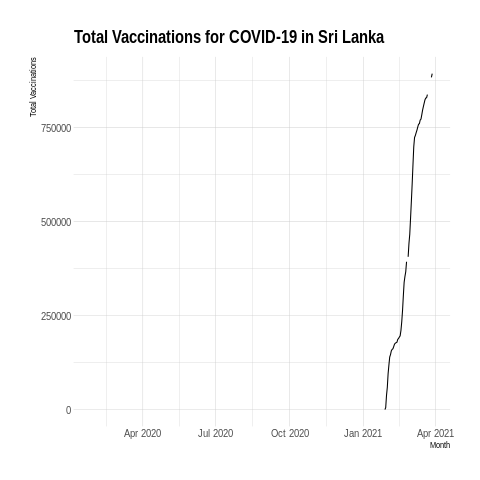 Total Vaccinations for COVID-19 in Sri Lanka
Total Vaccinations
750000
500000
250000
0
Apr 2020 Jul 2020 Oct 2020 Jan 2021 Apr 2021
Month